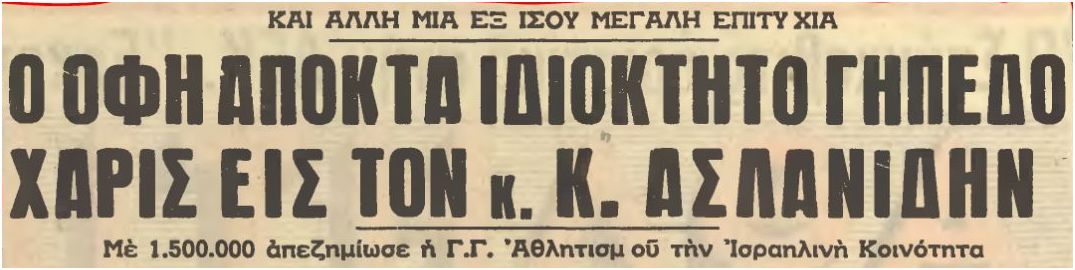 ΚΑΙ ΑΛΛΗ ΜΙΑ ΕΞ ΙΣΟΥ ΜΕΓΑΛΗ ΕΠΙΤΥΧΙΑ
Ο ΟΦΗ ΑΠΟΚΤΑ ΙΔΙΟΚΤΗΤΟ ΓΗΠΕΔΟ
ΧΑΡΙΣ ΕΙΣ ΤΟΝ κ. Κ. ΑΣΛΑΝΙΔΗΝ
Μὲ 1.500.000 ἀπεζημίωσε ἡ Γ.Γ. Ἀθλητισμοῦ τὴν Ἰσραηλινὴ Κοινότητα